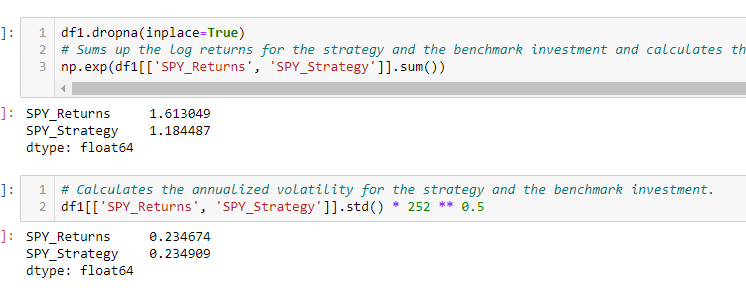 ]: 1 df1.dropna(inplace=True)
2 # Sums up the log returns for the strategy and the benchmark investment and calculates th
3 np.exp(df1[['SPY_Returns', 'SPY_Strategy']].sum())
]: SPY_Returns 1.613049
SPY_Strategy 1.184487
dtype: float64
]: 1 # Calculates the annualized volatility for the strategy and the benchmark investment.
2 df1[['SPY_Returns', 'SPY_Strategy']].std() * 252 ** 0.5
]: SPY_Returns 0.234674
SPY_Strategy 0.234909
dtype: float64